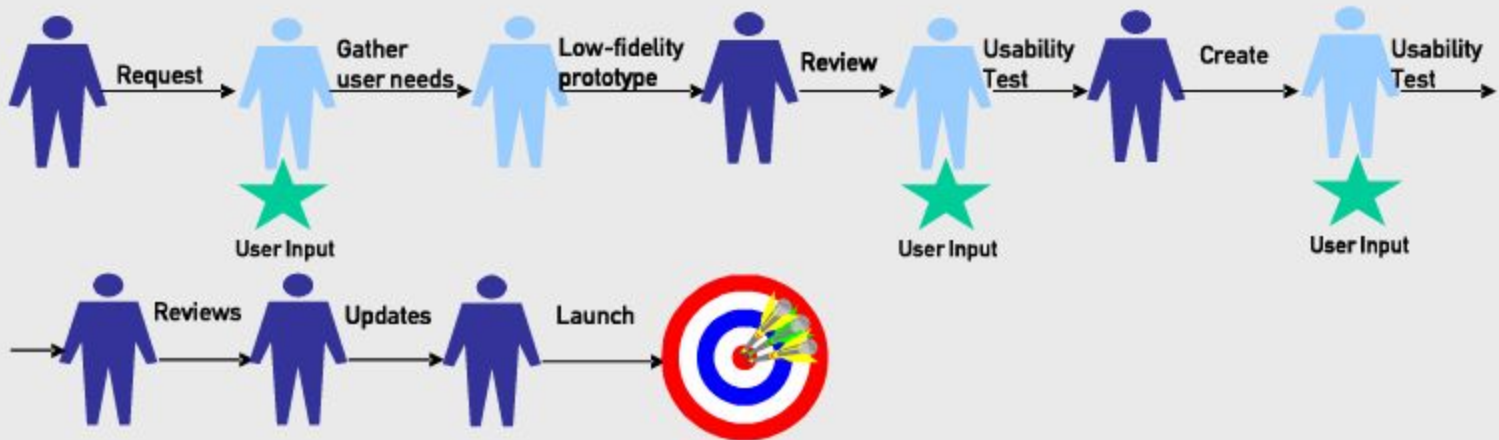 Request
Gather
user needs
Low-fidelity
prototype
Review
Usability
Test
Create
Usability
Test
User Input
User Input
User Input
Reviews
Updates
Launch